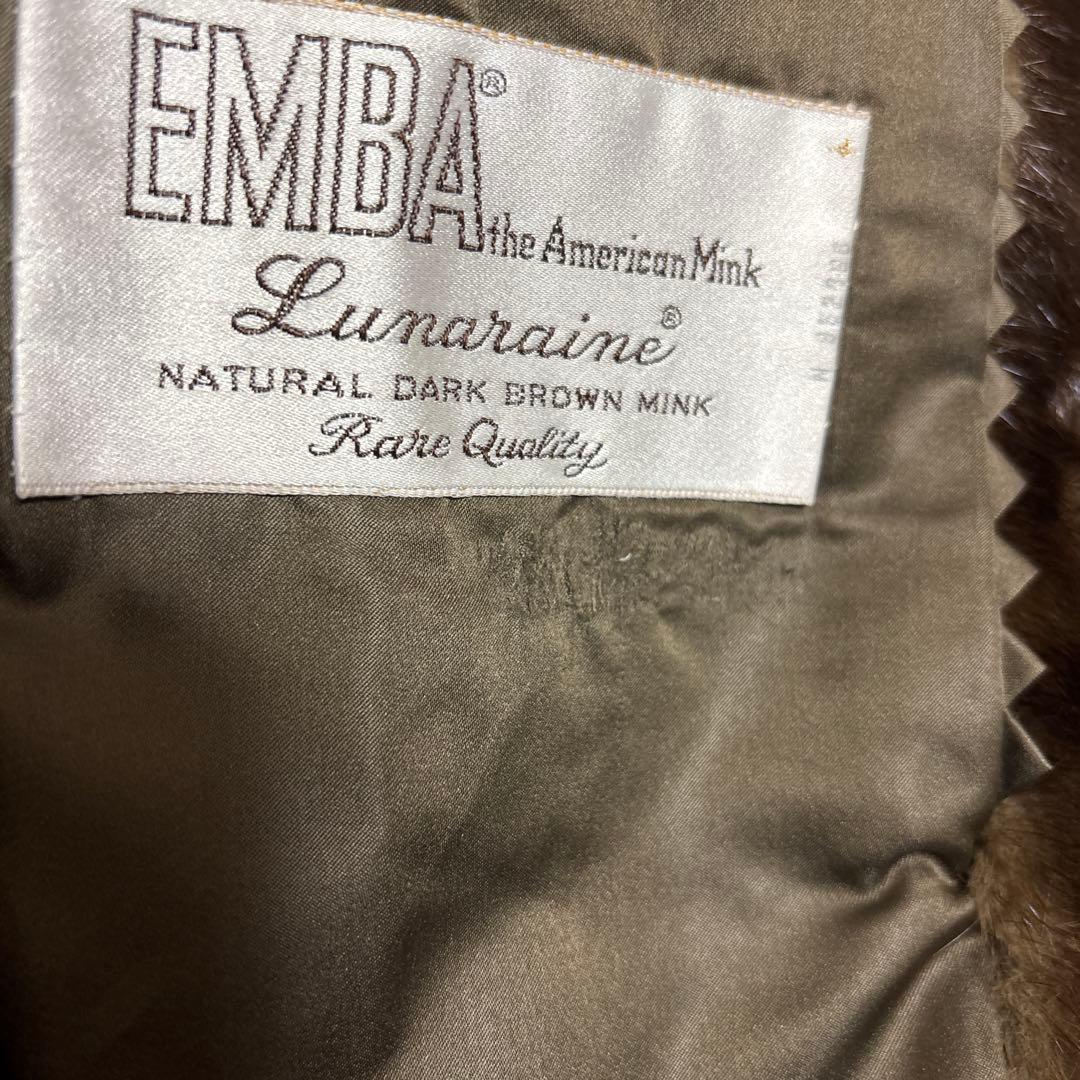 EMBA®
the American Mink
Lunaraine®
NATURAL DARK BROWN MINK
Rare Quality